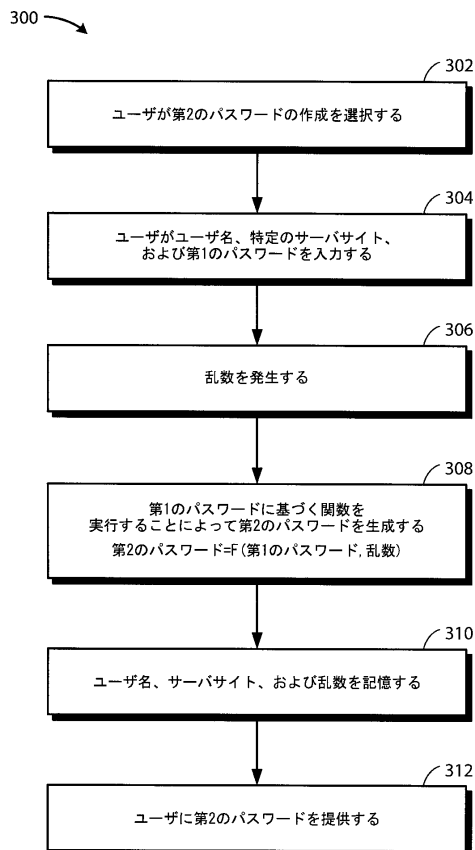 300
302
ユーザが第2のパスワードの作成を選択する
304
ユーザがユーザ名、特定のサーバサイト、
および第1のパスワードを入力する
306
乱数を発生する
308
第1のパスワードに基づく関数を
実行することによって第2のパスワードを生成する
第2のパスワード=F(第1のパスワード,乱数)
310
ユーザ名、サーバサイト、および乱数を記憶する
312
ユーザに第2のパスワードを提供する